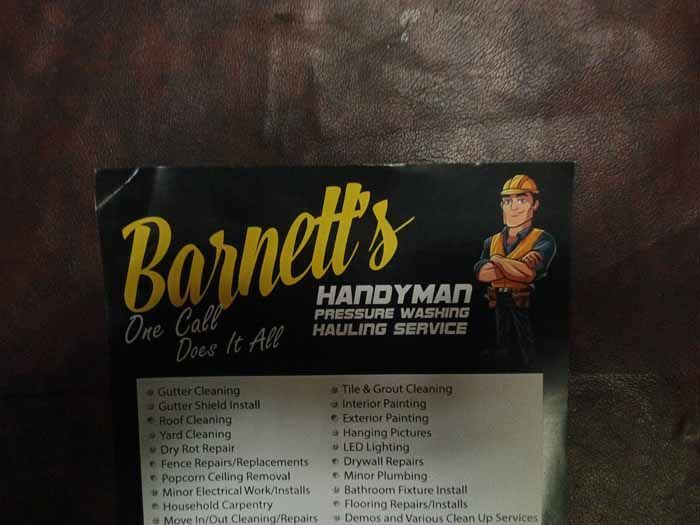 Barnett's
One Call
Does It All
HANDYMAN
PRESSURE WASHING
HAULING SERVICE
Gutter Cleaning
Gutter Shield Install
Roof Cleaning
Yard Cleaning
Dry Rot Repair
Fence Repairs/Replacements
Popcorn Ceiling Removal
Minor Electrical Work/Installs
Household Carpentry
Move In/Out Cleaning/Repairs
Tile & Grout Cleaning
Interior Painting
Exterior Painting
Hanging Pictures
LED Lighting
Drywall Repairs
Minor Plumbing
Bathroom Fixture Install
Flooring Repairs/Installs
Demos and Various Clean Up Services